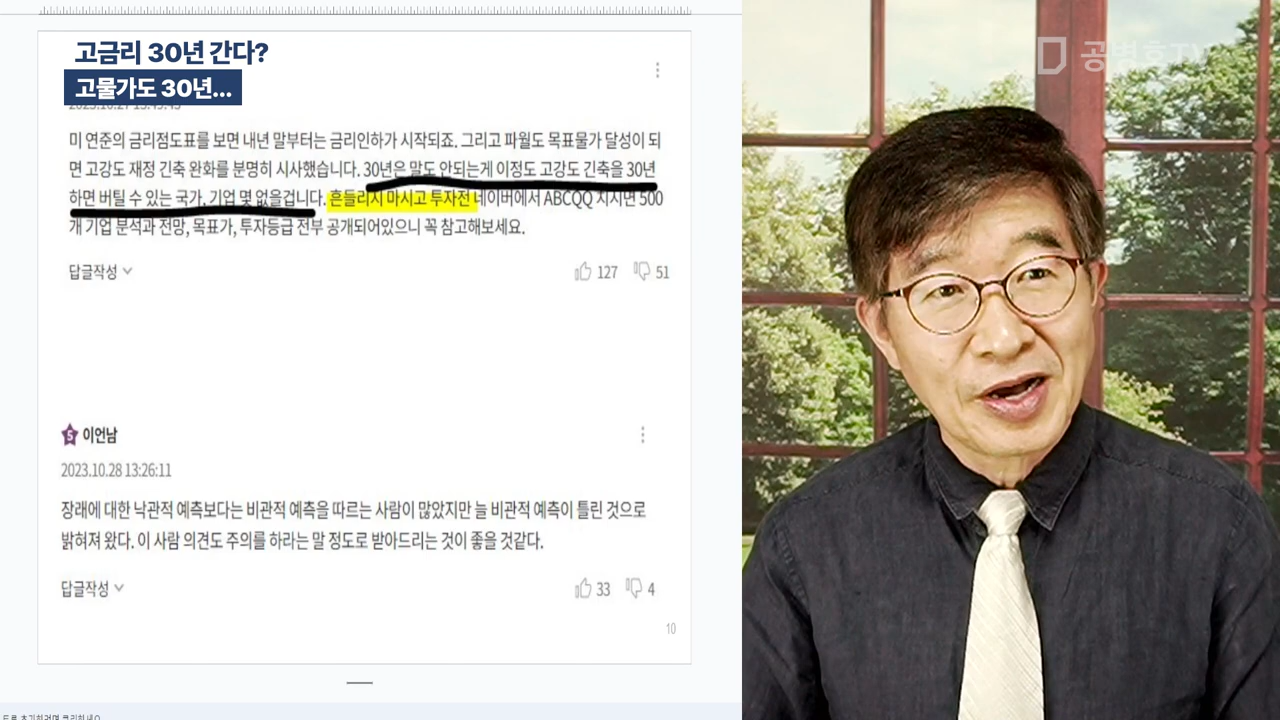 고금리 30년 간다?
고물가도 30년...
공병호TV
미 연준의 금리점도표를 보면 내년 말부터는 금리인하가 시작되죠. 그리고 파월도 목표물가 달성이 되
면 고강도 재정 긴축 완화를 분명히 시사했습니다. 30년은 말도 안되는게 이정도 고강도 긴축을 30년
하면 버틸 수 있는 국가, 기업 몇 없을겁니다. 흔들리지 마시고 투자전 네이버에서 ABCQQ 치시면 500
개 기업 분석과 전망, 목표가, 투자등급 전부 공개되어있으니 꼭 참고해보세요.
답글작성
127 51
5 이언남
2023.10.28 13:26:11
장래에 대한 낙관적 예측보다는 비관적 예측을 따르는 사람이 많았지만 늘 비관적 예측이 틀린 것으로
밝혀져 왔다. 이 사람 의견도 주의를 하라는 말 정도로 받아드리는 것이 좋을 것같다.
답글작성
33 4
10